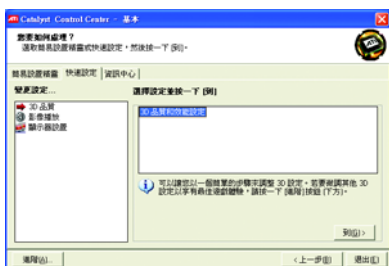 Catalyst Control Center - 基本
您要如何處理？
選取簡易設置精靈或快速設定，然後按一下 [到]。
簡易設置精靈
快速設定
資訊中心
變更設定...
3D 品質
影像播放
顯示器設置
選擇設定並按一下 [到]
3D 品質和效能設定
可以讓您以一個簡單的步驟來調整 3D 設定。若要微調其他 3D
設定以享有最佳遊戲體驗，請按一下 [進階]按鈕 (下方)。
到(G)>
進階(A)...
<上一步(B)
退出(E)